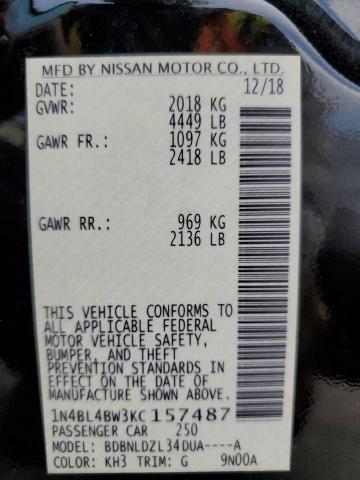 MFD BY NISSAN MOTOR CO., LTD.
DATE: 12/18
GVWR: 2018 KG
4449 LB
GAWR FR.: 1097 KG
2418 LB
GAWR RR.: 969 KG
2136 LB
THIS VEHICLE CONFORMS TO
ALL APPLICABLE FEDERAL
MOTOR VEHICLE SAFETY,
BUMPER, AND THEFT
PREVENTION STANDARDS IN
EFFECT ON THE DATE OF
MANUFACTURE SHOWN ABOVE.
1N4BL4BW3KC157487
PASSENGER CAR 250
MODEL: BDBNLDZL34DUA----A
COLOR: KH3 TRIM: G 9N00A